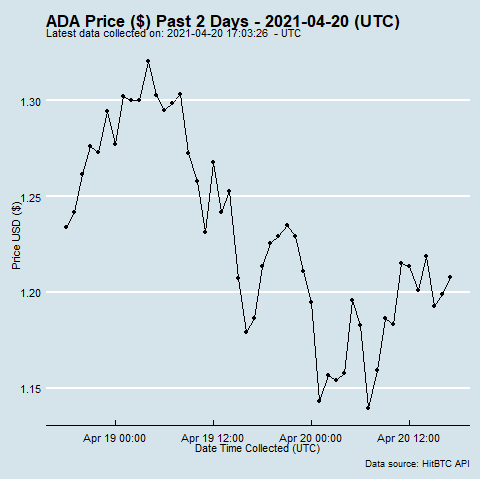 ADA Price ($) Past 2 Days - 2021-04-20 (UTC)
Latest data collected on: 2021-04-20 17:03:26 - UTC
Price USD ($)
1.30
1.25
1.20
1.15
Apr 19 00:00 Apr 19 12:00 Apr 20 00:00 Apr 20 12:00
Date Time Collected (UTC)
Data source: HitBTC API